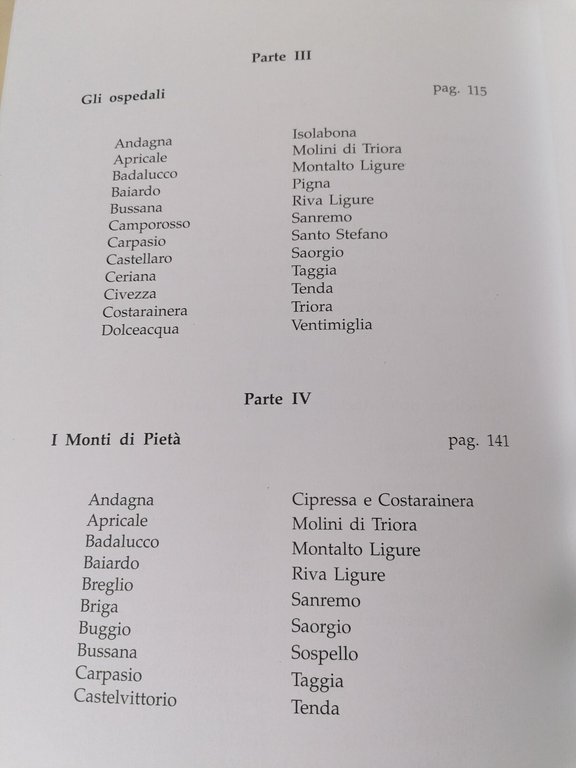 Parte III
Gli ospedali pag. 115
Andagna
Apricale
Badalucco
Baiardo
Bussana
Camporosso
Carpasio
Castellaro
Ceriana
Civezza
Costarainera
Dolceacqua
Isolabona
Molini di Triora
Montalto Ligure
Pigna
Riva Ligure
Sanremo
Santo Stefano
Saorgio
Taggia
Tenda
Triora
Ventimiglia
Parte IV
I Monti di Pietà pag. 141
Andagna
Apricale
Badalucco
Baiardo
Breglio
Briga
Buggio
Bussana
Carpasio
Castelvittorio
Cipressa e Costarainera
Molini di Triora
Montalto Ligure
Riva Ligure
Sanremo
Saorgio
Sospello
Taggia
Tenda